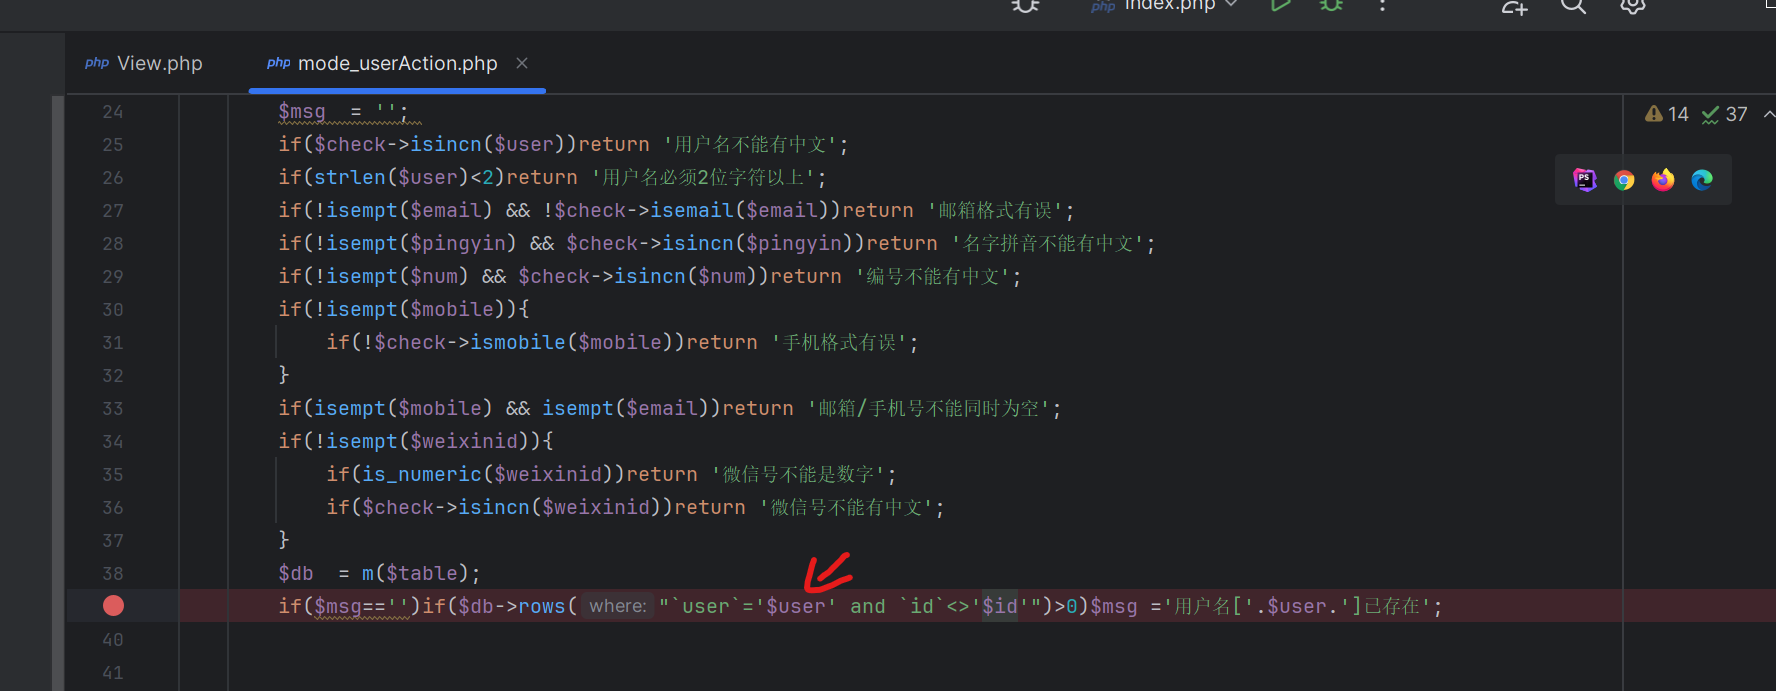 php index.php
php View.php php mode_userAction.php
14 37
24 $msg  = '';
25 if($check->isincn($user))return '用户名不能有中文';
26 if(strlen($user)<2)return '用户名必须2位字符以上';
27 if(!isempt($email) && !$check->isemail($email))return '邮箱格式有误';
28 if(!isempt($pingyin) && $check->isincn($pingyin))return '名字拼音不能有中文';
29 if(!isempt($num) && $check->isincn($num))return '编号不能有中文';
30 if(!isempt($mobile)){
31 if(!$check->ismobile($mobile))return '手机格式有误';
32 }
33 if(isempt($mobile) && isempt($email))return '邮箱/手机号不能同时为空';
34 if(!isempt($weixinid)){
35 if(is_numeric($weixinid))return '微信号不能是数字';
36 if($check->isincn($weixinid))return '微信号不能有中文';
37 }
38 $db  = m($table);
if($msg=='')if($db->rows( where: "`user`='$user' and `id`<>'$id'")>0)$msg ='用户名['.$user.']已存在';
40
41